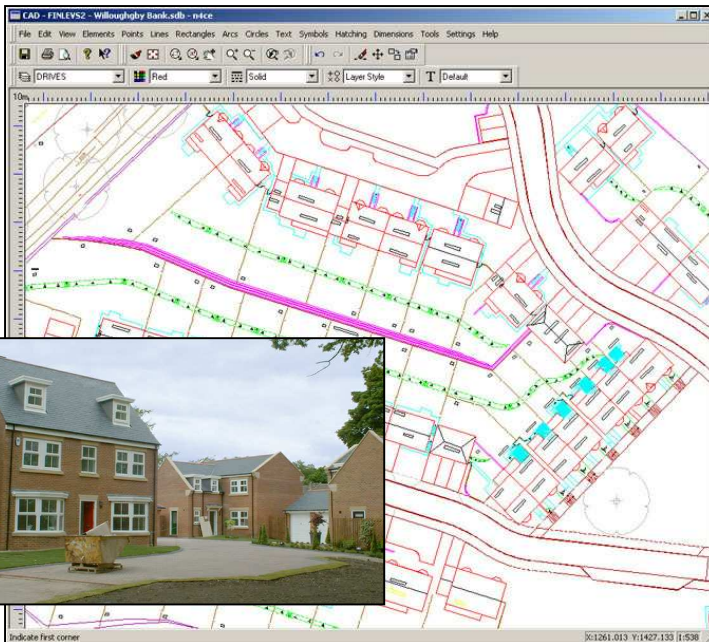 CAD - FINLEVS2 - Willoughgby Bank.sdb - n4ce
File Edit View Elements Points Lines Rectangles Arcs Circles Text Symbols Hatching Dimensions Tools Settings Help
DRIVES Red Solid Layer Style T Default
10m
Indicate first corner X:1261.013 Y:1427.133 1:538